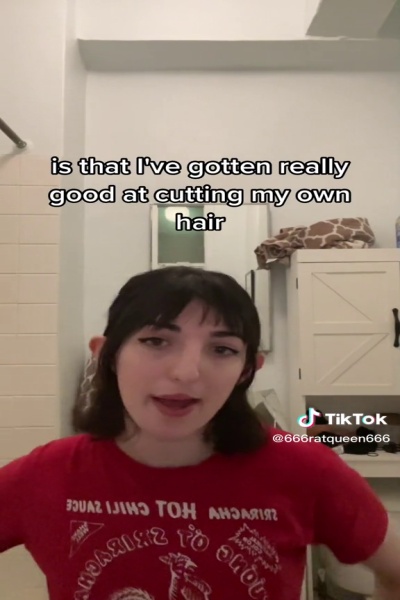 is that I've gotten really
good at cutting my own
hair
TikTok
@666ratqueen666
SRIRACHA HOT CHILI SAUCE